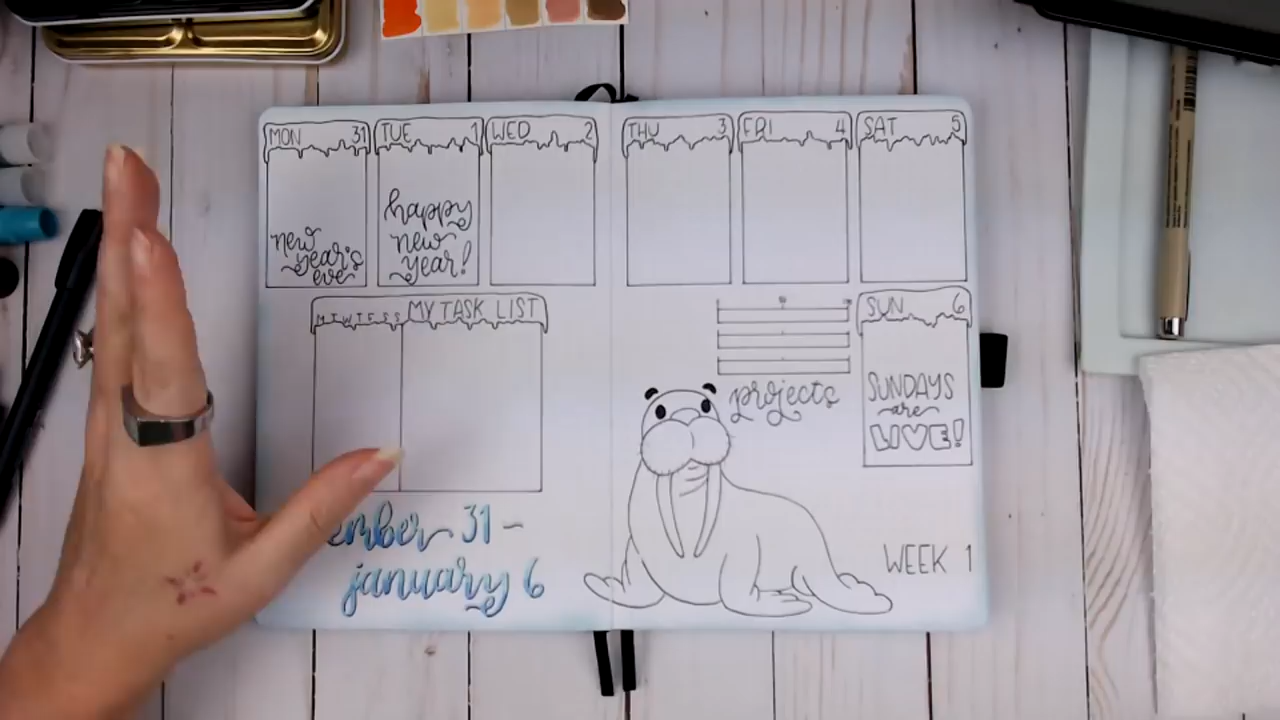 MON 31
TUE 1
WED 2
THU 3
FRI 4
SAT 5
new
year's
eve
happy
new
year!
M T W T F S S
MY TASK LIST
SUN 6
projects
SUNDAYS
are
LIVE!
31 -
january 6
WEEK 1